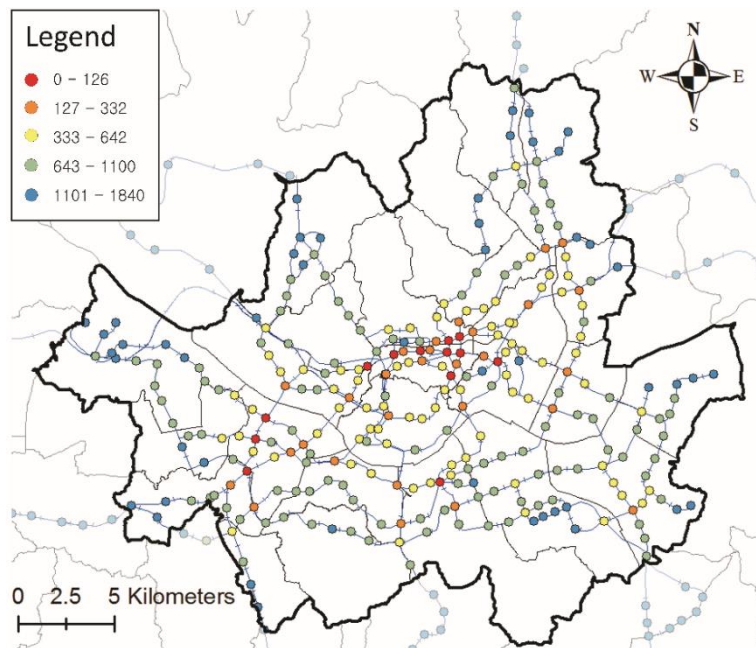 Legend
0 - 126
127 - 332
333 - 642
643 - 1100
1101 - 1840
N
W E
S
0 2.5 5 Kilometers